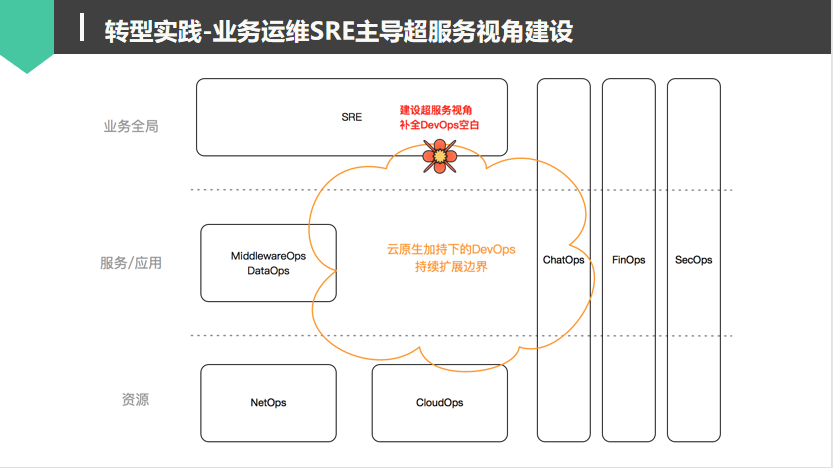 转型实践-业务运维SRE主导超服务视角建设
业务全局
SRE
建设超服务视角
补全DevOps空白
服务/应用
MiddlewareOps
DataOps
云原生加持下的DevOps
持续扩展边界
ChatOps
FinOps
SecOps
资源
NetOps
CloudOps